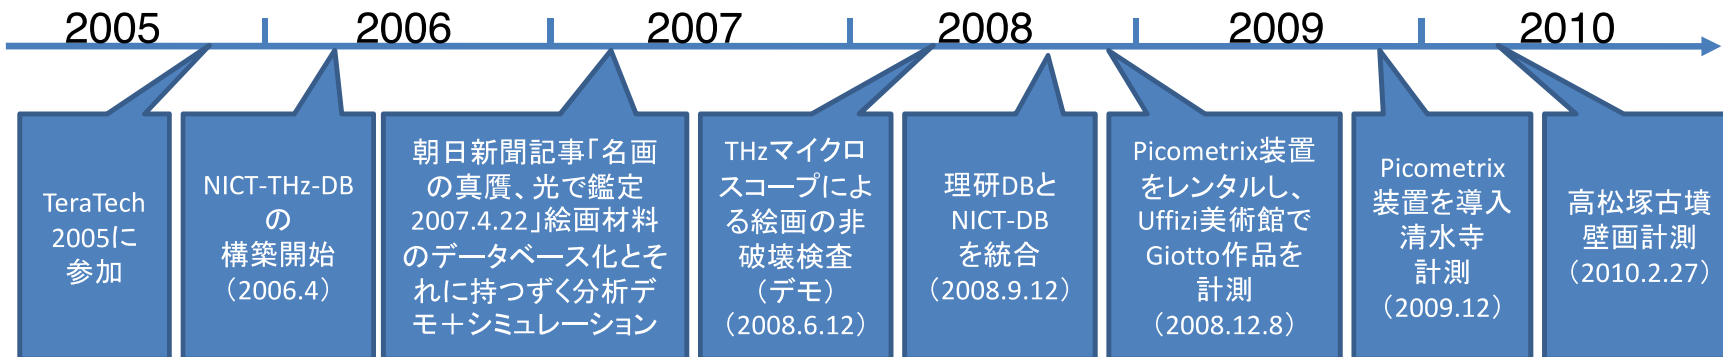 2005
2006
2007
2008
2009
2010
TeraTech
2005に
参加
NICT-THz-DB
の
構築開始
（2006.4）
朝日新聞記事「名画
の真贋、光で鑑定
2007.4.22」絵画材料
のデータベース化とそ
れに持つずく分析デ
モ＋シミュレーション
THzマイクロ
スコープによ
る絵画の非
破壊検査
（デモ）
（2008.6.12）
理研DBと
NICT-DB
を統合
（2008.9.12）
Picometrix装置
をレンタルし、
Uffizi美術館で
Giotto作品を
計測
（2008.12.8）
Picometrix
装置を導入
清水寺
計測
（2009.12）
高松塚古墳
壁画計測
（2010.2.27）